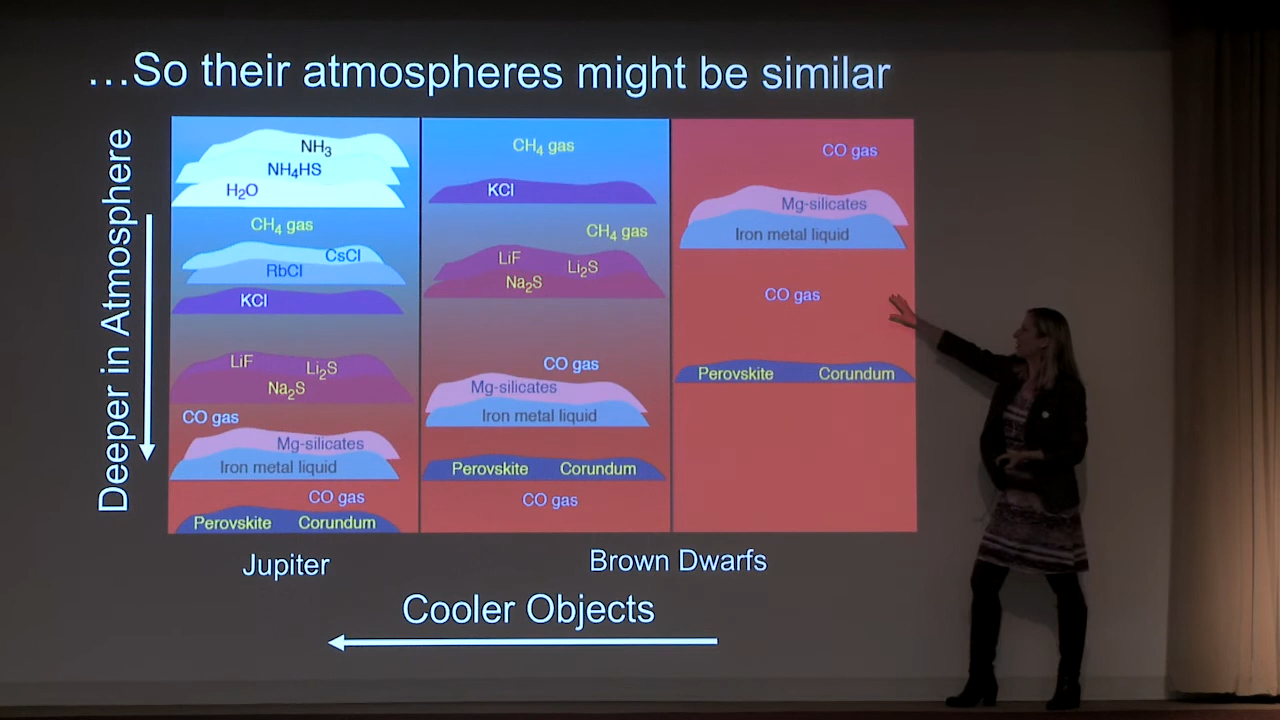 …So their atmospheres might be similar
Deeper in Atmosphere
NH₃
NH₄HS
H₂O
CH₄ gas
CsCl
RbCl
KCl
LiF
Li₂S
Na₂S
CO gas
Mg-silicates
Iron metal liquid
CO gas
Perovskite Corundum
CH₄ gas
KCl
CH₄ gas
LiF
Li₂S
Na₂S
CO gas
Mg-silicates
Iron metal liquid
Perovskite Corundum
CO gas
CO gas
Mg-silicates
Iron metal liquid
CO gas
Perovskite Corundum
Jupiter
Brown Dwarfs
Cooler Objects